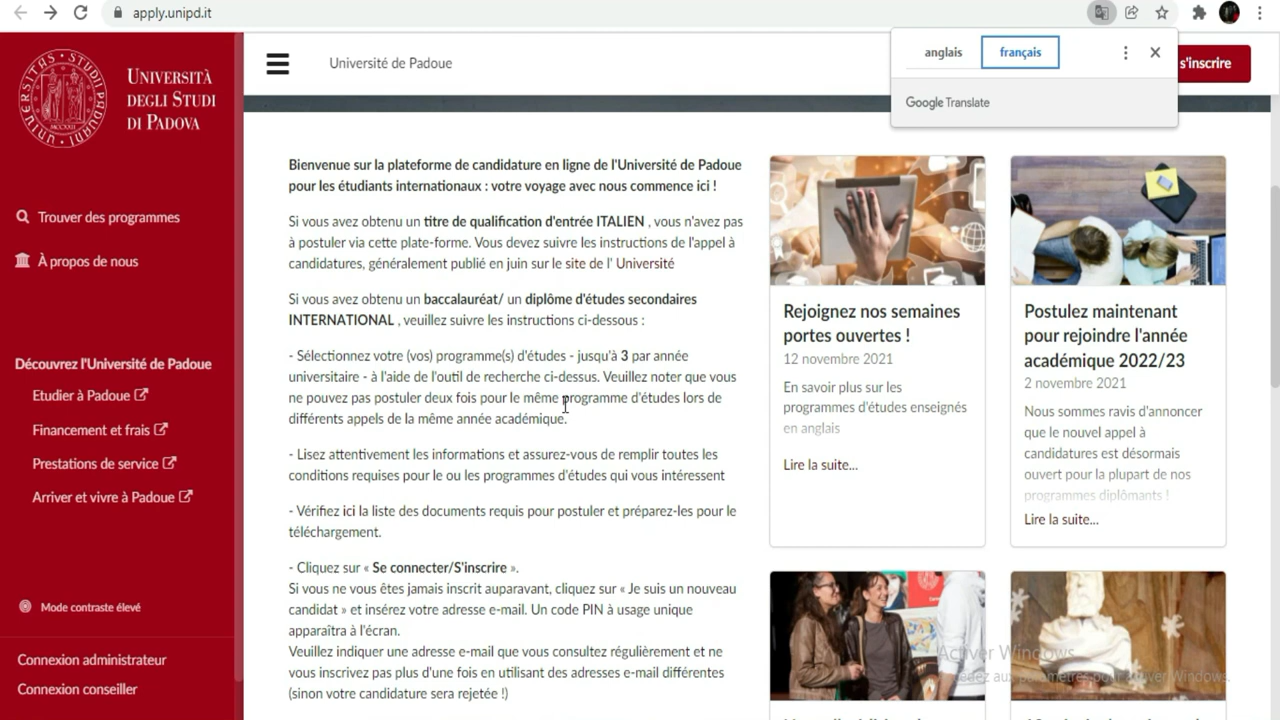 apply.unipd.it
anglais
français
Google Translate
UNIVERSITÀ
DEGLI STUDI
DI PADOVA
Université de Padoue
s'inscrire
Trouver des programmes
À propos de nous
Découvrez l'Université de Padoue
Etudier à Padoue
Financement et frais
Prestations de service
Arriver et vivre à Padoue
Mode contraste élevé
Connexion administrateur
Connexion conseiller
Bienvenue sur la plateforme de candidature en ligne de l'Université de Padoue
pour les étudiants internationaux : votre voyage avec nous commence ici !
Si vous avez obtenu un titre de qualification d'entrée ITALIEN , vous n'avez pas
à postuler via cette plate-forme. Vous devez suivre les instructions de l'appel à
candidatures, généralement publié en juin sur le site de l' Université
Si vous avez obtenu un baccalauréat/ un diplôme d'études secondaires
INTERNATIONAL , veuillez suivre les instructions ci-dessous :
- Sélectionnez votre (vos) programme(s) d'études - jusqu'à 3 par année
universitaire - à l'aide de l'outil de recherche ci-dessus. Veuillez noter que vous
ne pouvez pas postuler deux fois pour le même programme d'études lors de
différents appels de la même année académique.
- Lisez attentivement les informations et assurez-vous de remplir toutes les
conditions requises pour le ou les programmes d'études qui vous intéressent
- Vérifiez ici la liste des documents requis pour postuler et préparez-les pour le
téléchargement.
- Cliquez sur « Se connecter/S'inscrire ».
Si vous ne vous êtes jamais inscrit auparavant, cliquez sur « Je suis un nouveau
candidat » et insérez votre adresse e-mail. Un code PIN à usage unique
apparaîtra à l'écran.
Veuillez indiquer une adresse e-mail que vous consultez régulièrement et ne
vous inscrivez pas plus d'une fois en utilisant des adresses e-mail différentes
(sinon votre candidature sera rejetée !)
Rejoignez nos semaines
portes ouvertes !
12 novembre 2021
En savoir plus sur les
programmes d'études enseignés
en anglais
Lire la suite...
Postulez maintenant
pour rejoindre l'année
académique 2022/23
2 novembre 2021
Nous sommes ravis d'annoncer
que le nouvel appel à
candidatures est désormais
ouvert pour la plupart de nos
programmes diplômants !
Lire la suite...
Activer Windows
aux paramètres pour activer Windows.